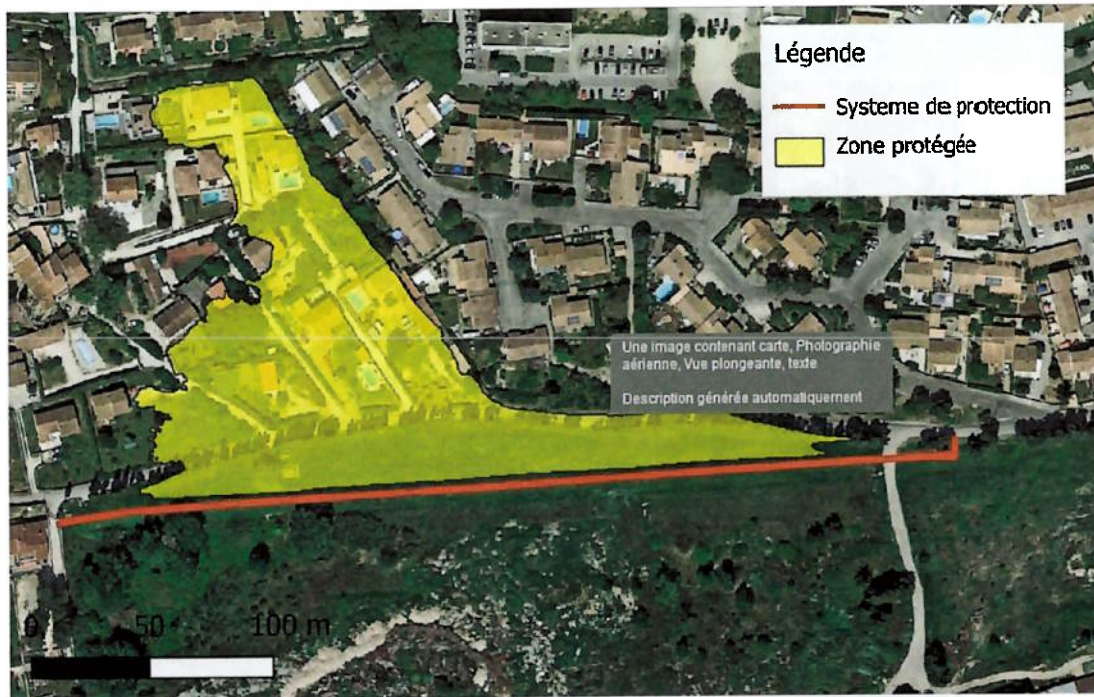 Légende
Systeme de protection
Zone protégée
Une image contenant carte, Photographie
aérienne, Vue plongeante, texte
Description générée automatiquement
0 50 100 m